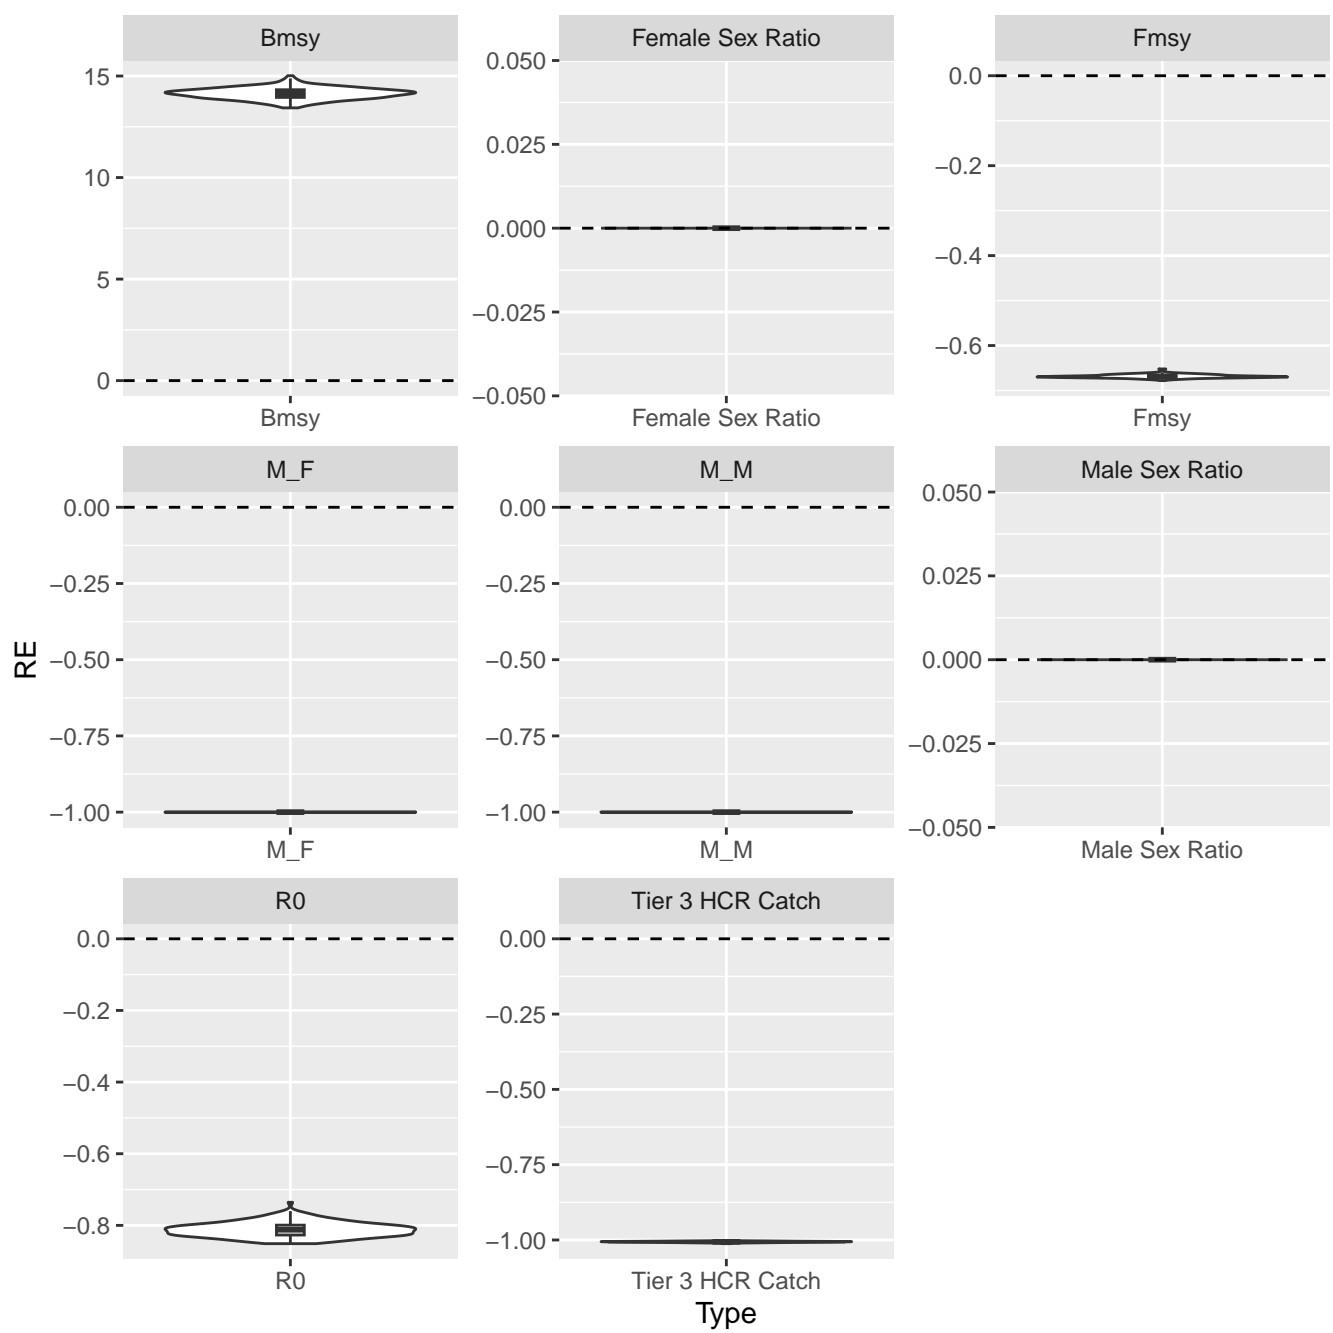 Bmsy
Female Sex Ratio
Fmsy
15
10
5
0
0.050
0.025
0.000
−0.025
−0.050
0.0
−0.2
−0.4
−0.6
Bmsy
Female Sex Ratio
Fmsy
M_F
M_M
Male Sex Ratio
RE
0.00
−0.25
−0.50
−0.75
−1.00
0.00
−0.25
−0.50
−0.75
−1.00
0.050
0.025
0.000
−0.025
−0.050
M_F
M_M
Male Sex Ratio
R0
Tier 3 HCR Catch
0.0
−0.2
−0.4
−0.6
−0.8
0.00
−0.25
−0.50
−0.75
−1.00
R0
Tier 3 HCR Catch
Type